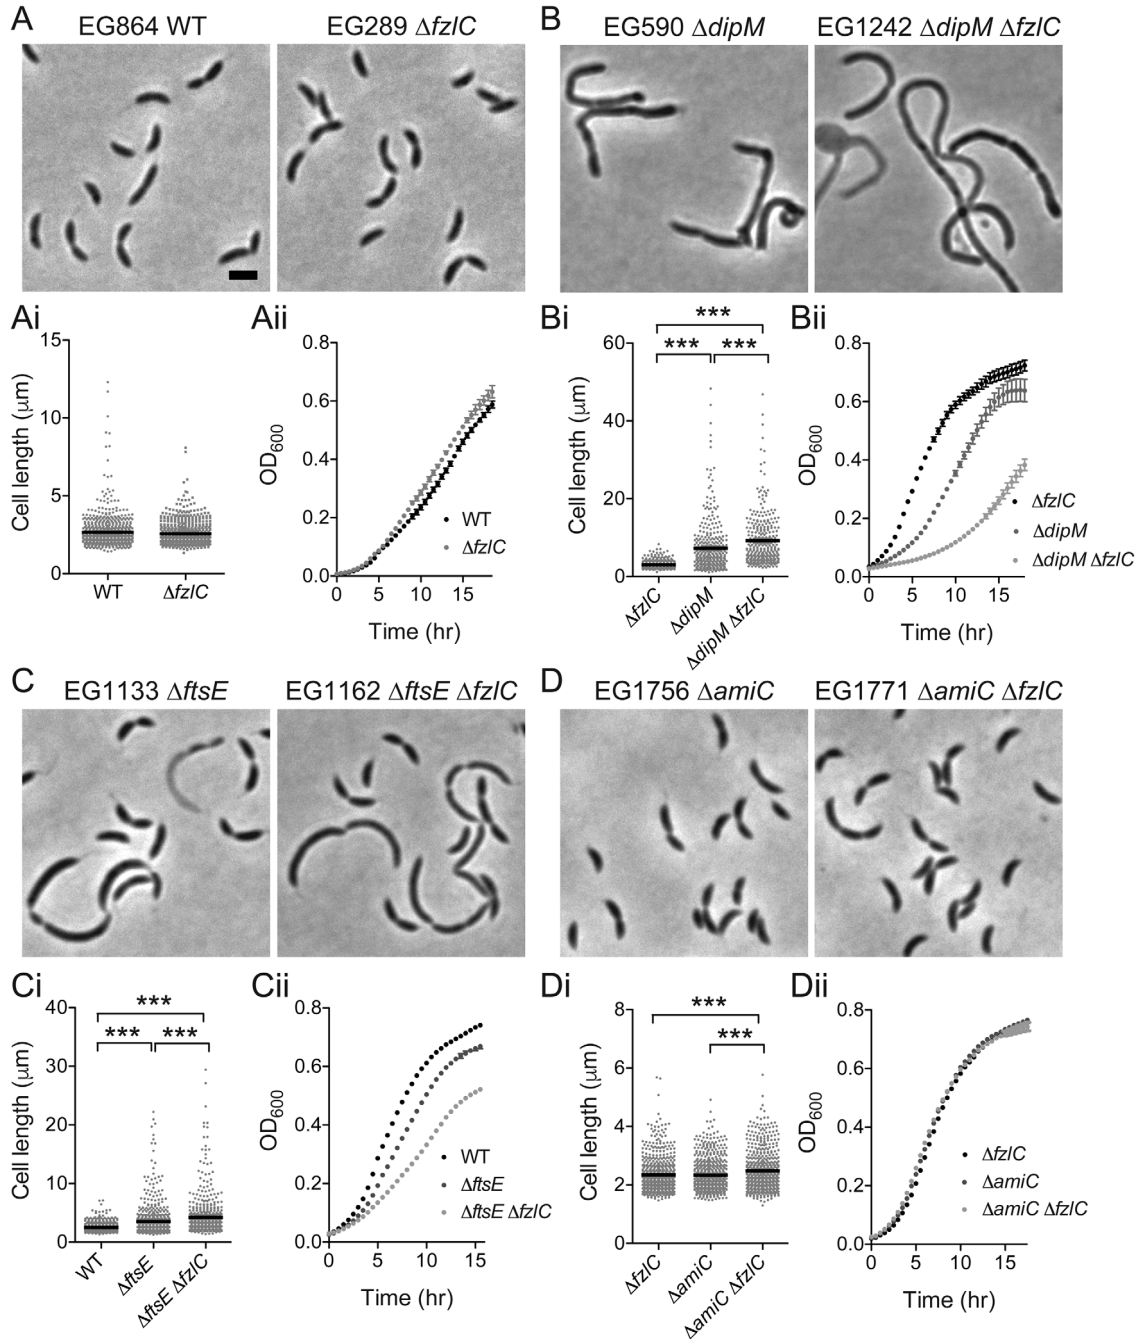 A
EG864 WT
EG289 ΔfzlC
B
EG590 ΔdipM
EG1242 ΔdipM ΔfzlC
Ai
Cell length (μm)
15
10
5
0
WT
ΔfzlC
Aii
OD600
0.8
0.6
0.4
0.2
0.0
WT
ΔfzlC
0
5
10
15
Time (hr)
Bi
Cell length (μm)
60
40
20
0
***
***
***
ΔfzlC
ΔdipM
ΔdipM ΔfzlC
Bii
OD600
0.8
0.6
0.4
0.2
0.0
ΔfzlC
ΔdipM
ΔdipM ΔfzlC
0
5
10
15
Time (hr)
C
EG1133 ΔftsE
EG1162 ΔftsE ΔfzlC
D
EG1756 ΔamiC
EG1771 ΔamiC ΔfzlC
Ci
Cell length (μm)
40
30
20
10
0
***
***
***
WT
ΔftsE
ΔftsE ΔfzlC
Cii
OD600
0.8
0.6
0.4
0.2
0.0
WT
ΔftsE
ΔftsE ΔfzlC
0
5
10
15
Time (hr)
Di
Cell length (μm)
8
6
4
2
0
***
***
ΔfzlC
ΔamiC
ΔamiC ΔfzlC
Dii
OD600
0.8
0.6
0.4
0.2
0.0
ΔfzlC
ΔamiC
ΔamiC ΔfzlC
0
5
10
15
Time (hr)